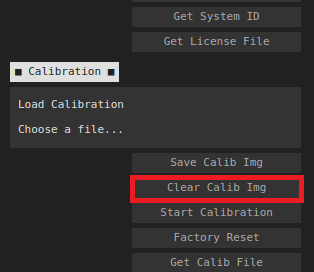 Get System ID
Get License File
■ Calibration ■
Load Calibration
Choose a file...
Save Calib Img
Clear Calib Img
Start Calibration
Factory Reset
Get Calib File